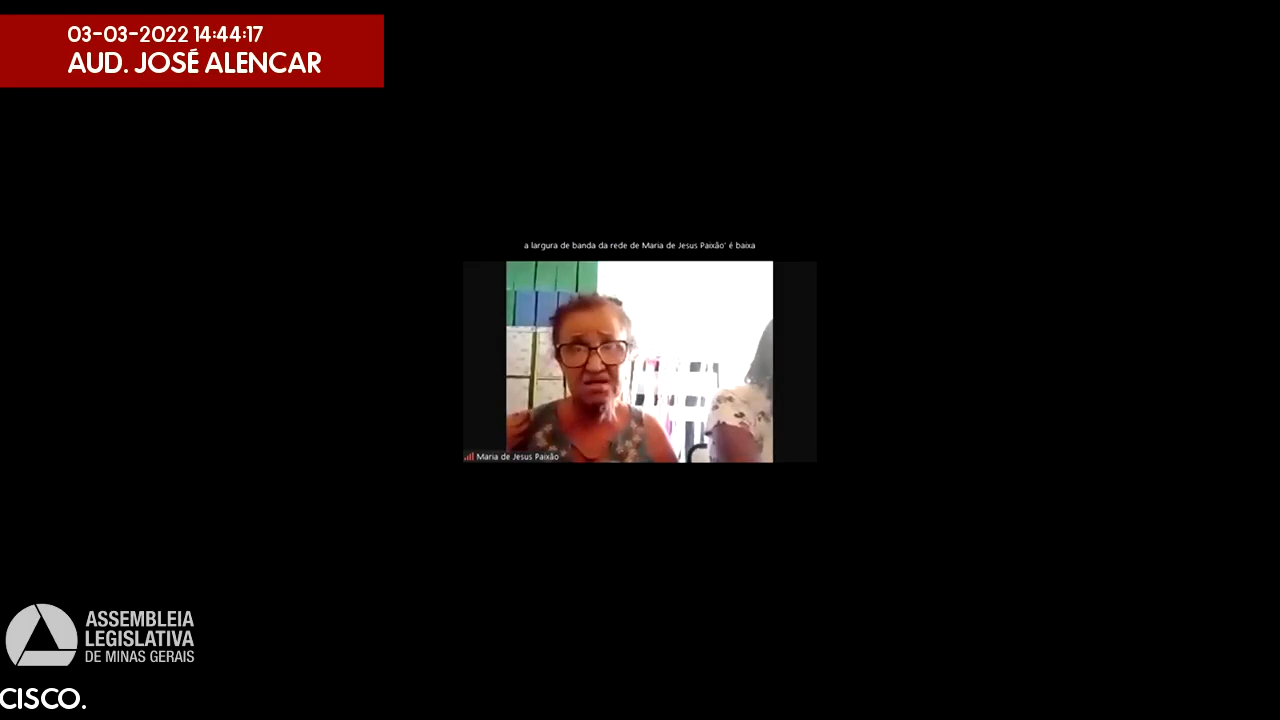 03-03-2022 14:44:17
AUD. JOSÉ ALENCAR
a largura de banda da rede de Maria de Jesus Paixão' é baixa
Maria de Jesus Paixão
ASSEMBLEIA
LEGISLATIVA
DE MINAS GERAIS
CISCO.